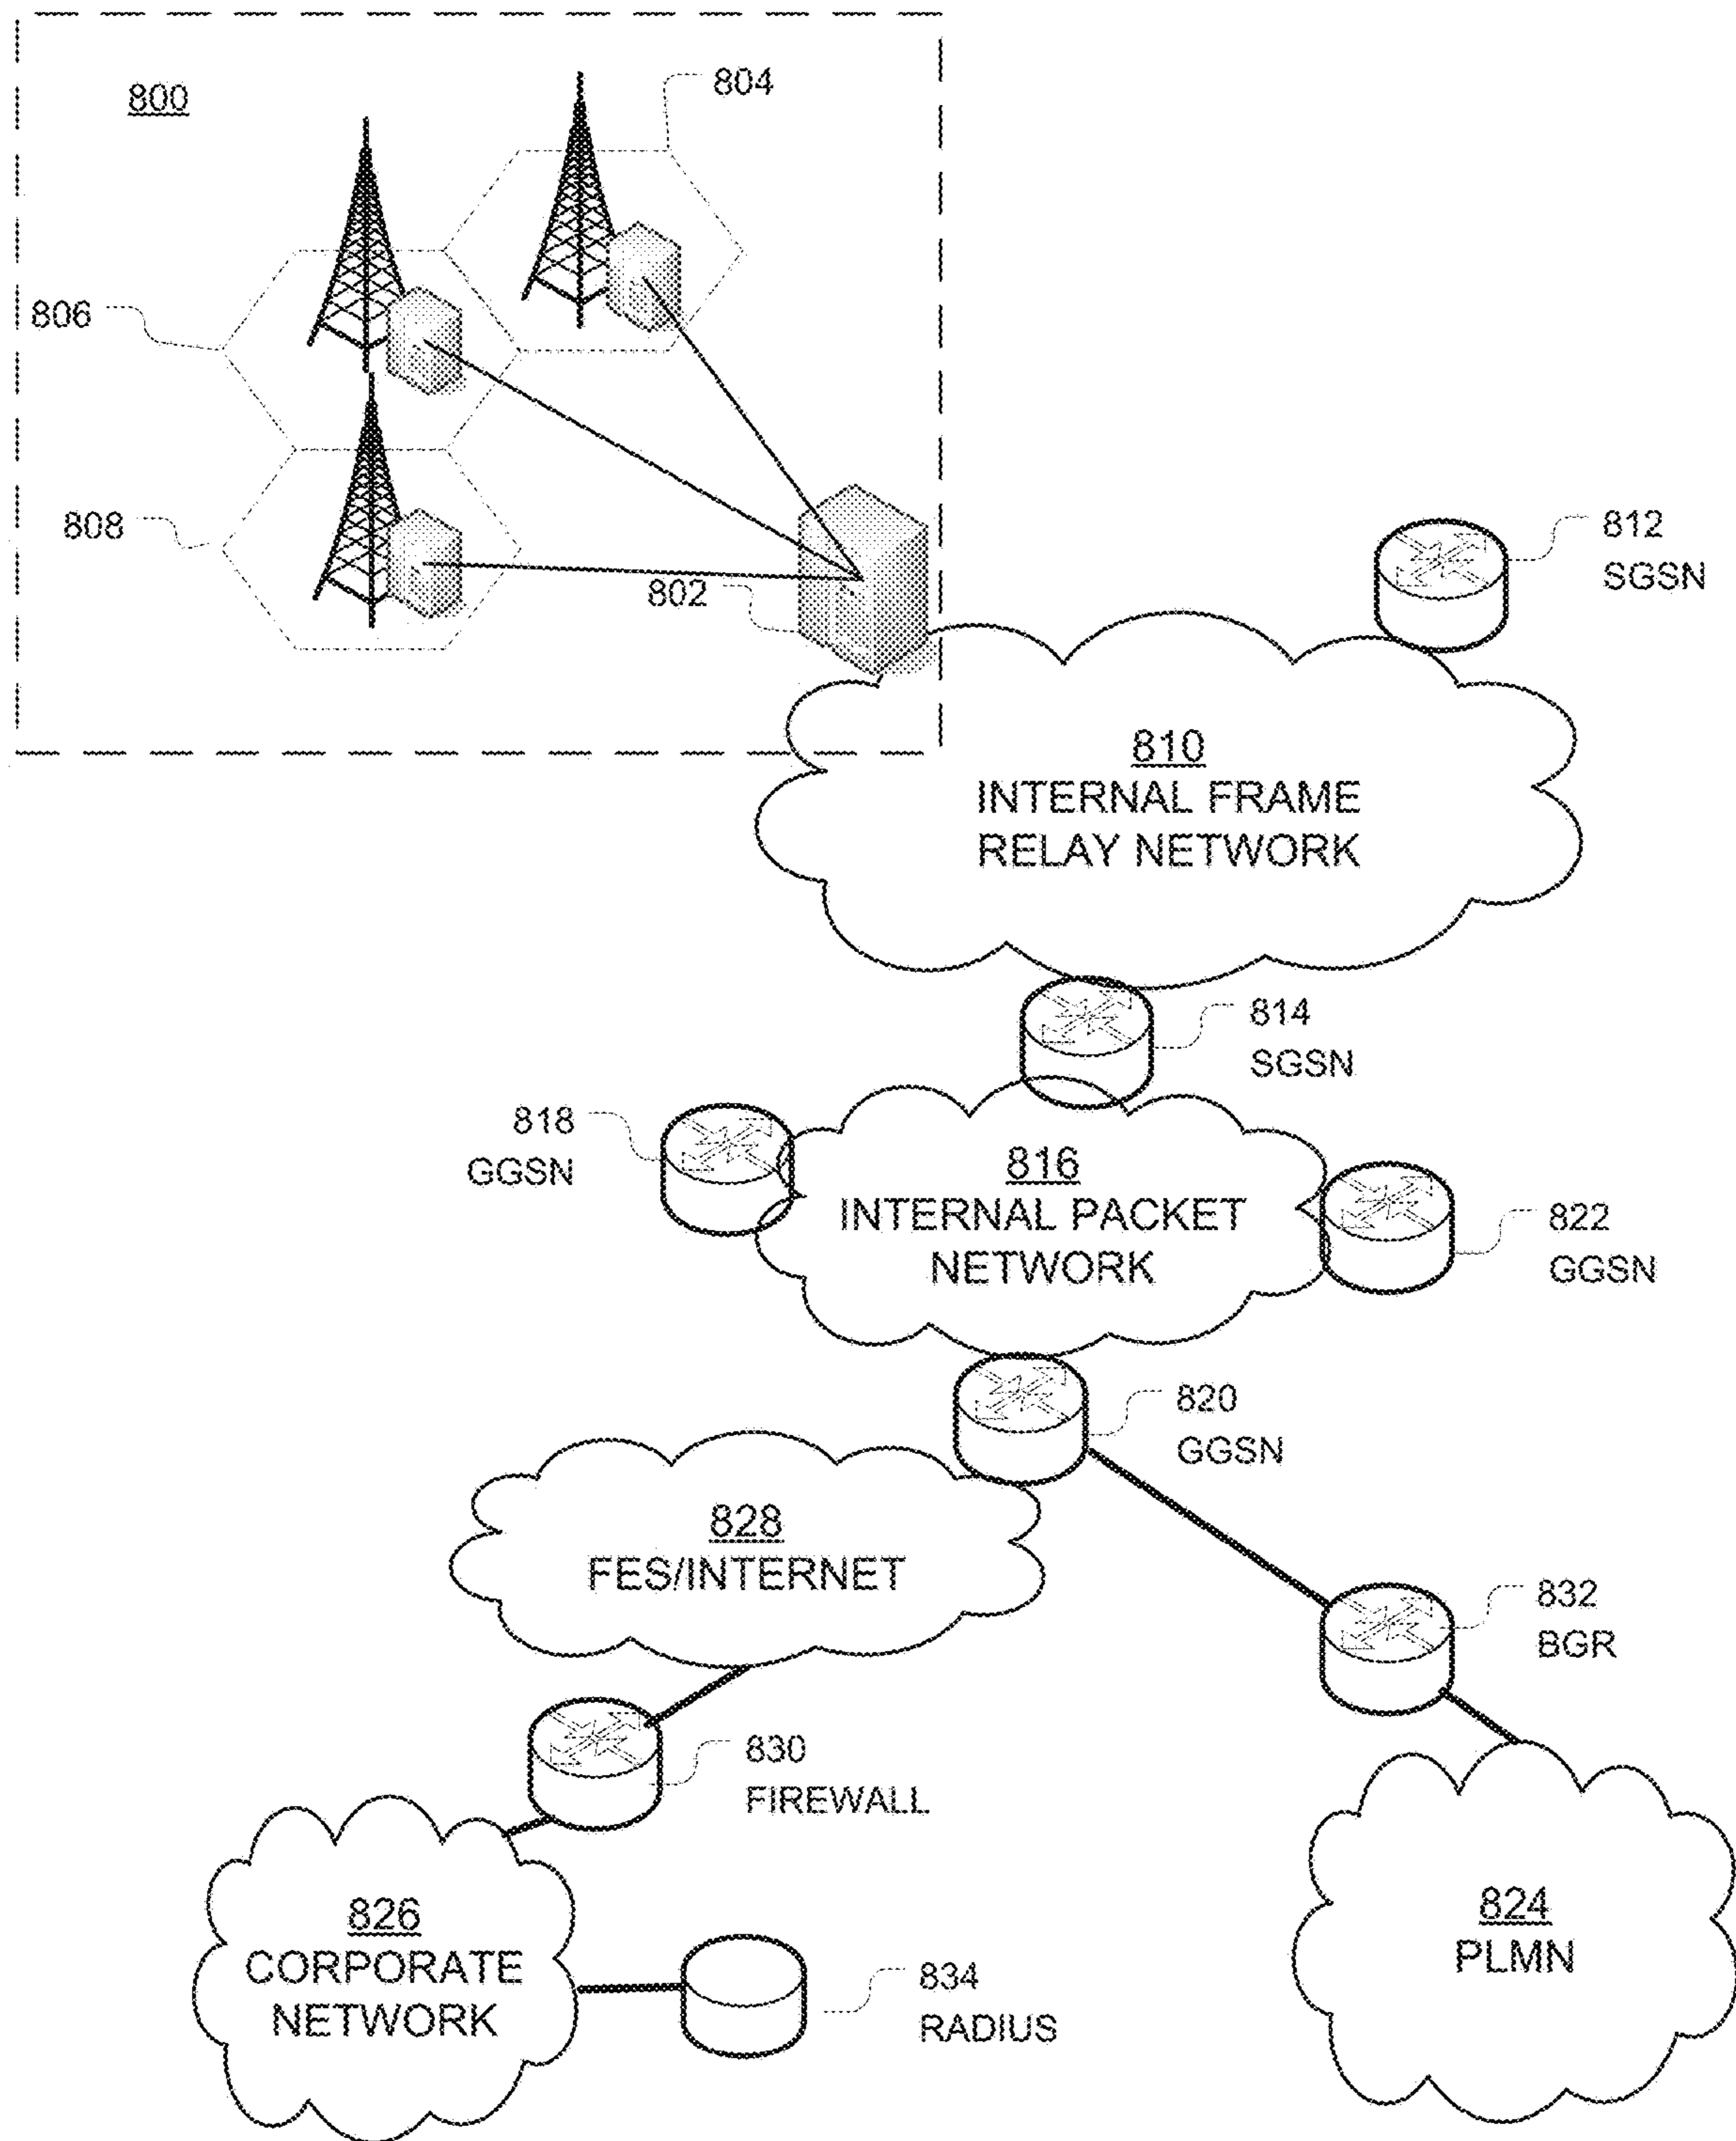 800
804
806
808
802
812
SGSN
810
INTERNAL FRAME
RELAY NETWORK
814
SGSN
818
GGSN
816
INTERNAL PACKET
NETWORK
822
GGSN
820
GGSN
828
FES/INTERNET
832
BGR
830
FIREWALL
826
CORPORATE
NETWORK
824
PLMN
834
RADIUS